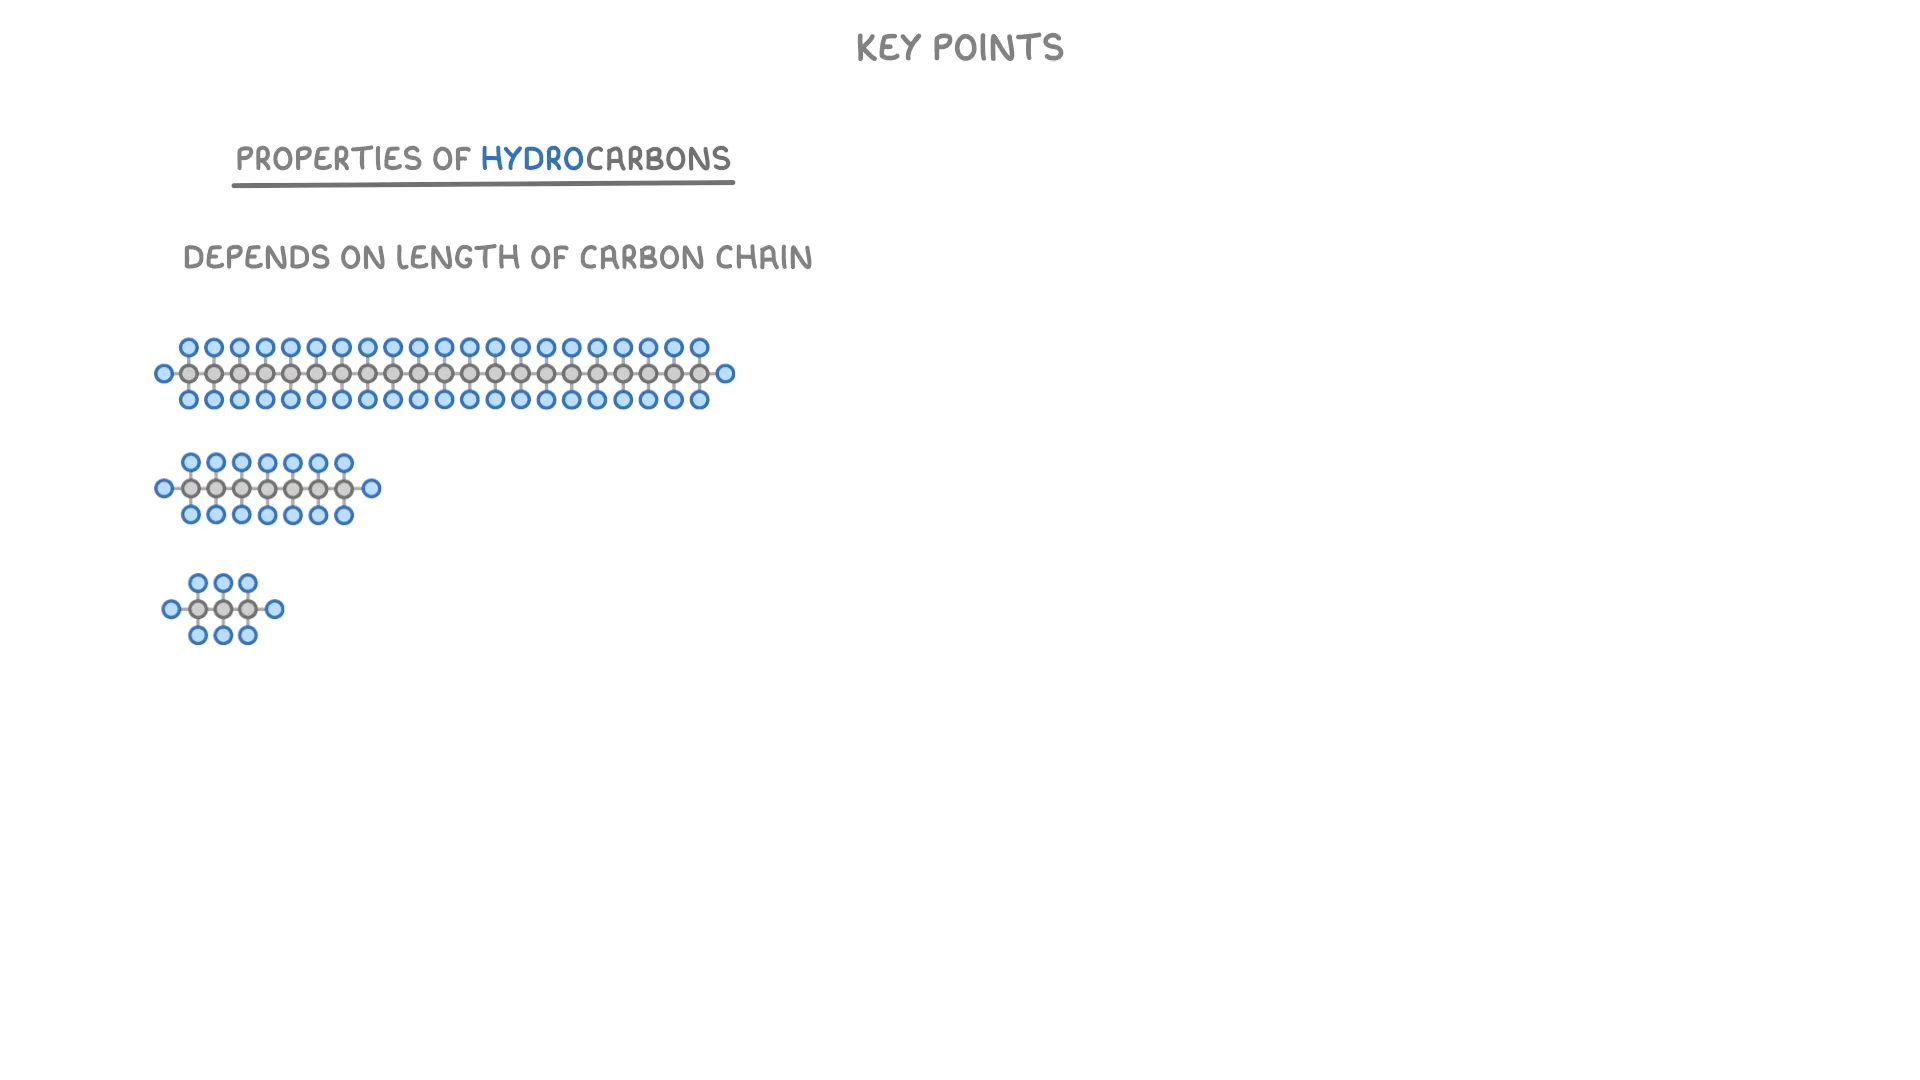 KEY POINTS
PROPERTIES OF HYDROCARBONS
DEPENDS ON LENGTH OF CARBON CHAIN